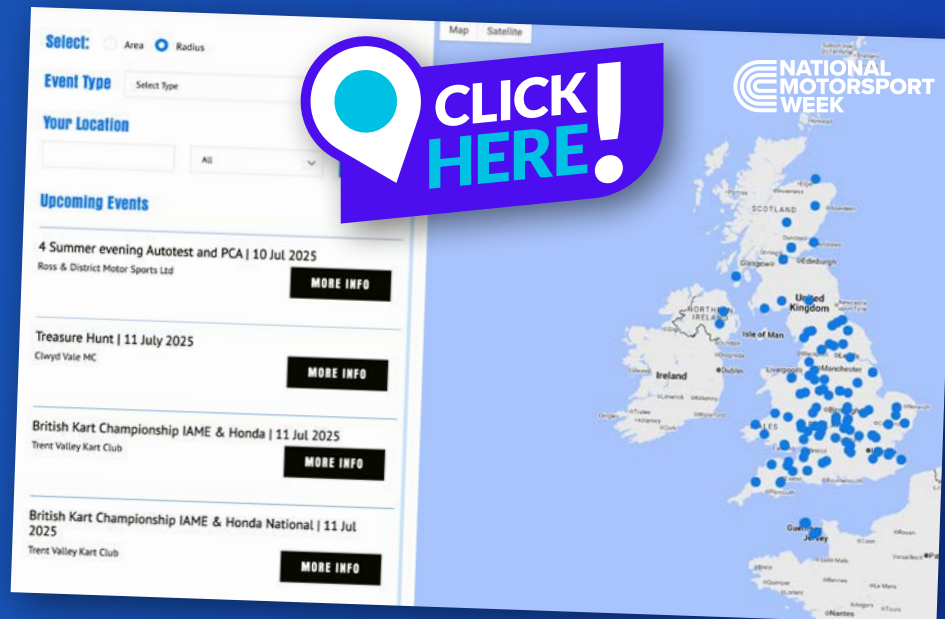 Select:
Area
Radius
Event Type
Select Type
Your Location
All
Upcoming Events
4 Summer evening Autotest and PCA | 10 Jul 2025
Ross & District Motor Sports Ltd
MORE INFO
Treasure Hunt | 11 July 2025
Clwyd Vale MC
MORE INFO
British Kart Championship IAME & Honda | 11 Jul 2025
Trent Valley Kart Club
MORE INFO
British Kart Championship IAME & Honda National | 11 Jul
2025
Trent Valley Kart Club
MORE INFO
CLICK
HERE!
Map
Satellite
NATIONAL
MOTORSPORT
WEEK
SCOTLAND
Glasgow
Edinburgh
United
Kingdom
NORTHERN
IRELAND
Isle of Man
Dublin
Ireland
Liverpool
Manchester
Guernsey
Jersey
Nantes